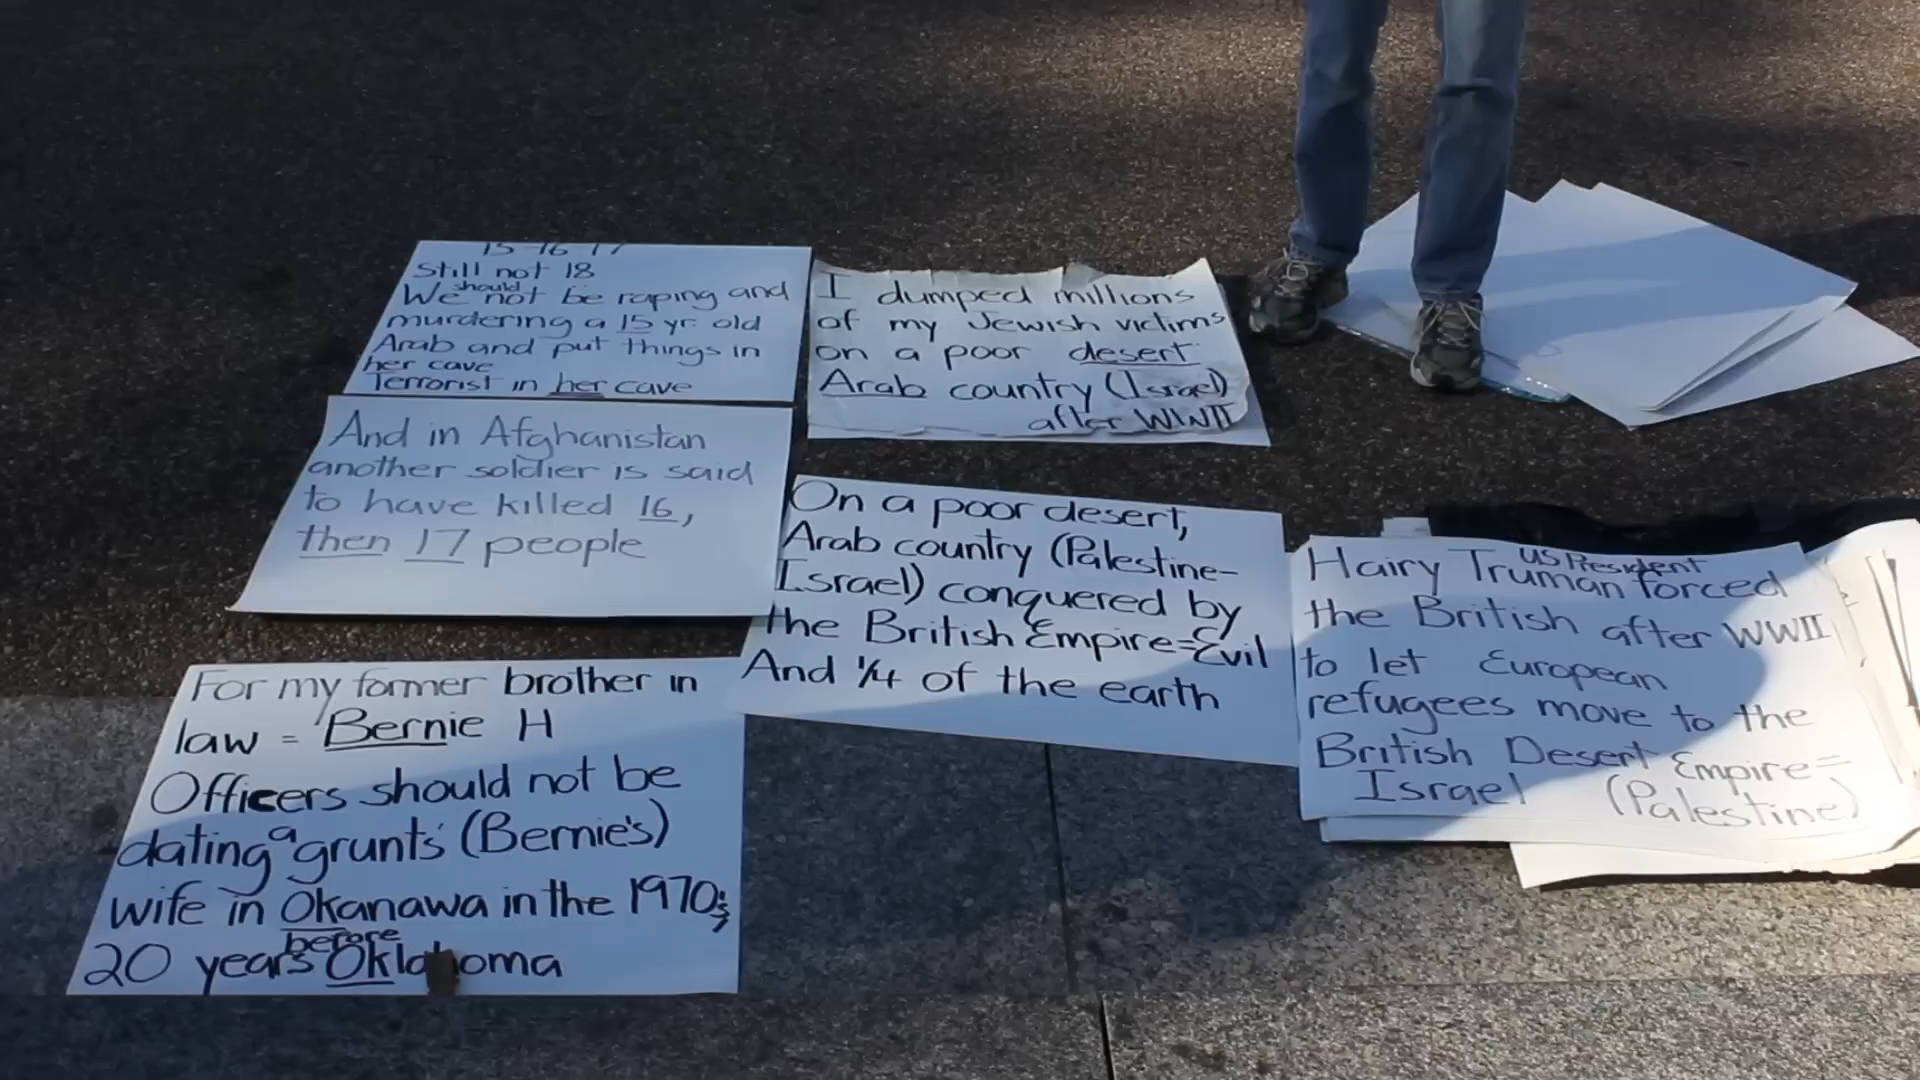 15-16-17
Still not 18
We should not be raping and
murdering a 15 yr old
Arab and put things in
her cave
Terrorist in her cave
I dumped millions
of my Jewish victims
on a poor desert
Arab country (Israel)
after WWII
And in Afghanistan
another soldier is said
to have killed 16,
then 17 people
On a poor desert,
Arab country (Palestine-
Israel) conquered by
the British Empire=Evil
And 1/4 of the earth
US President
Hairy Truman forced
the British after WWII
to let European
refugees move to the
British Desert Empire=
Israel (Palestine)
For my former brother in
law = Bernie H
Officers should not be
dating a grunts' (Bernie's)
wife in Okanawa in the 1970's,
20 years before Oklahoma